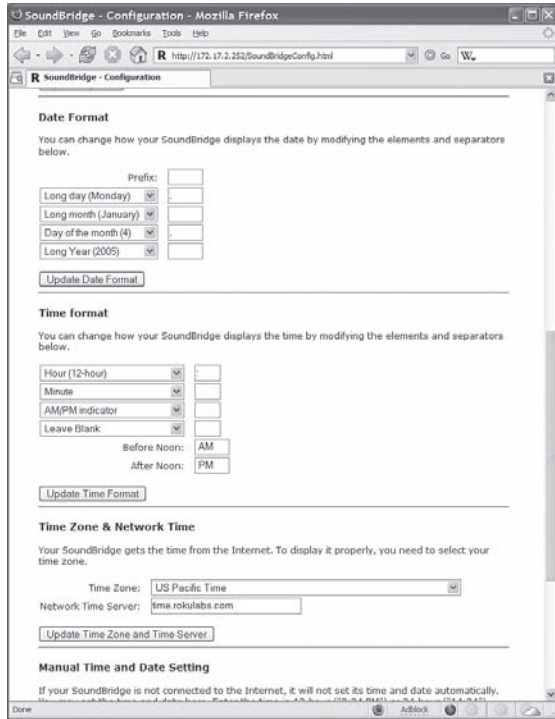 SoundBridge - Configuration - Mozilla Firefox
File Edit View Go Bookmarks Tools Help
R http://172.17.2.252/SoundBridgeConfig.html Go W.
R SoundBridge - Configuration
Date Format
You can change how your SoundBridge displays the date by modifying the elements and separators
below.
Prefix:
Long day (Monday) ,
Long month (January)
Day of the month (4) ,
Long Year (2005)
Update Date Format
Time format
You can change how your SoundBridge displays the time by modifying the elements and separators
below.
Hour (12-hour) :
Minute
AM/PM indicator
Leave Blank
Before Noon: AM
After Noon: PM
Update Time Format
Time Zone & Network Time
Your SoundBridge gets the time from the Internet. To display it properly, you need to select your
time zone.
Time Zone: US Pacific Time
Network Time Server: time.rokulabs.com
Update Time Zone and Time Server
Manual Time and Date Setting
If your SoundBridge is not connected to the Internet, it will not set its time and date automatically.
Done Adblock